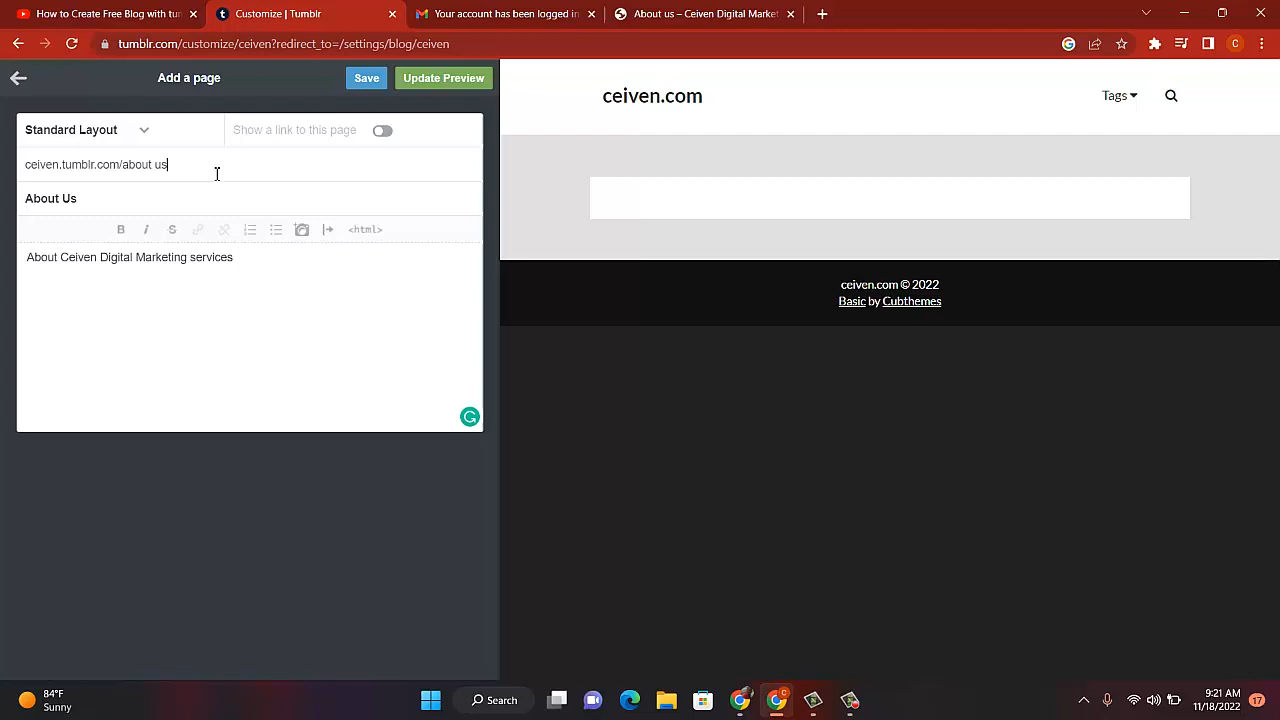 How to Create Free Blog with tum
Customize | Tumblr
Your account has been logged in
About us – Ceiven Digital Market
tumblr.com/customize/ceiven?redirect_to=/settings/blog/ceiven
Add a page
Save
Update Preview
Standard Layout
Show a link to this page
ceiven.tumblr.com/about us
About Us
B i S <html>
About Ceiven Digital Marketing services
ceiven.com
Tags
ceiven.com © 2022
Basic by Cubthemes
84°F
Sunny
Search
9:21 AM
11/18/2022
17